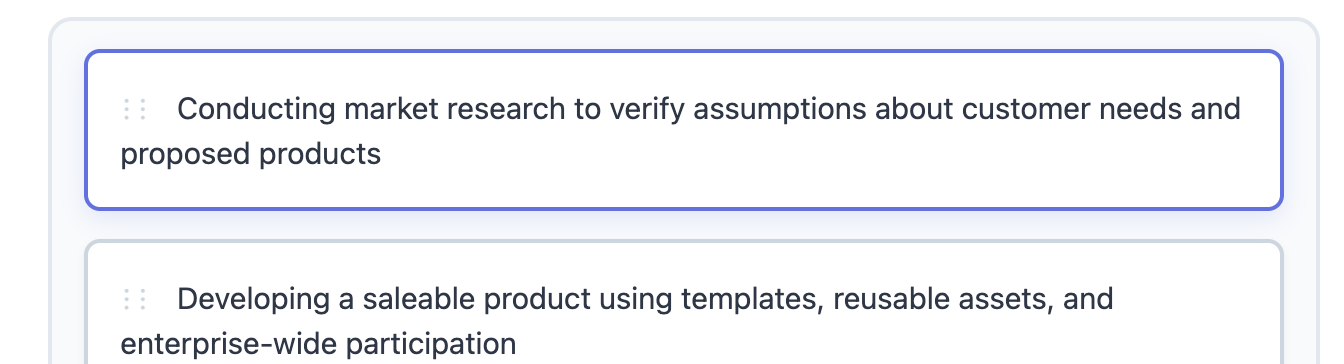 Conducting market research to verify assumptions about customer needs and
proposed products
Developing a saleable product using templates, reusable assets, and
enterprise-wide participation